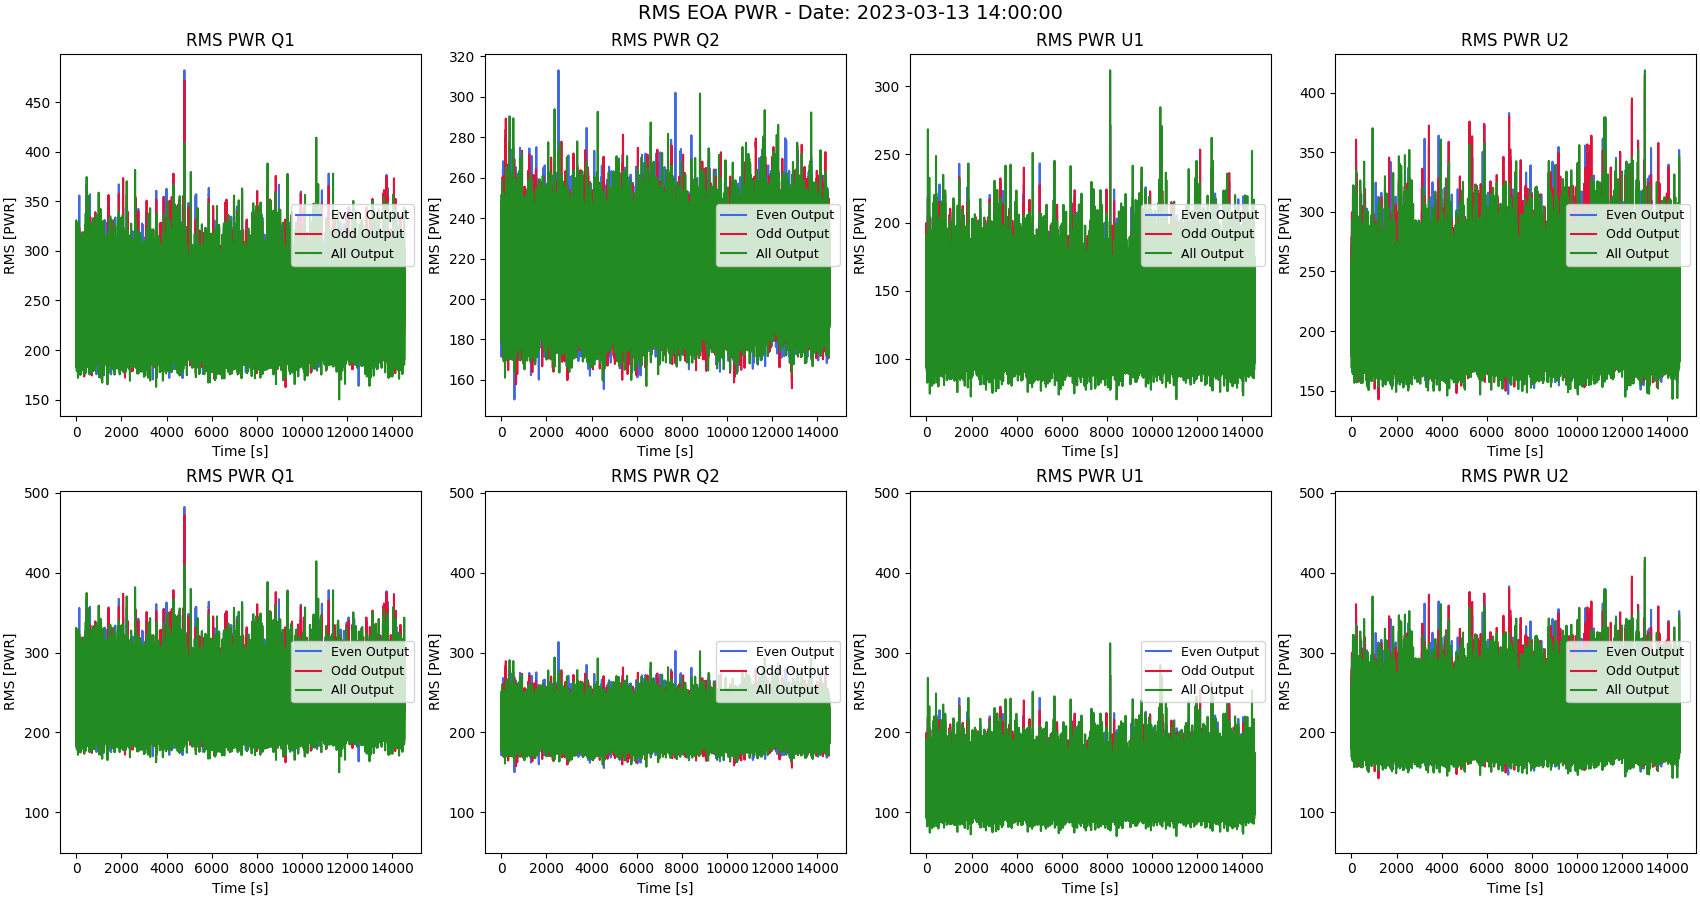 RMS EOA PWR - Date: 2023-03-13 14:00:00
RMS PWR Q1
RMS [PWR]
450
400
350
300
250
200
150
Even Output
Odd Output
All Output
0 2000 4000 6000 8000 10000 12000 14000
Time [s]
RMS PWR Q2
RMS [PWR]
320
300
280
260
240
220
200
180
160
Even Output
Odd Output
All Output
0 2000 4000 6000 8000 10000 12000 14000
Time [s]
RMS PWR U1
RMS [PWR]
300
250
200
150
100
Even Output
Odd Output
All Output
0 2000 4000 6000 8000 10000 12000 14000
Time [s]
RMS PWR U2
RMS [PWR]
400
350
300
250
200
150
Even Output
Odd Output
All Output
0 2000 4000 6000 8000 10000 12000 14000
Time [s]
RMS PWR Q1
RMS [PWR]
500
400
300
200
100
Even Output
Odd Output
All Output
0 2000 4000 6000 8000 10000 12000 14000
Time [s]
RMS PWR Q2
RMS [PWR]
500
400
300
200
100
Even Output
Odd Output
All Output
0 2000 4000 6000 8000 10000 12000 14000
Time [s]
RMS PWR U1
RMS [PWR]
500
400
300
200
100
Even Output
Odd Output
All Output
0 2000 4000 6000 8000 10000 12000 14000
Time [s]
RMS PWR U2
RMS [PWR]
500
400
300
200
100
Even Output
Odd Output
All Output
0 2000 4000 6000 8000 10000 12000 14000
Time [s]